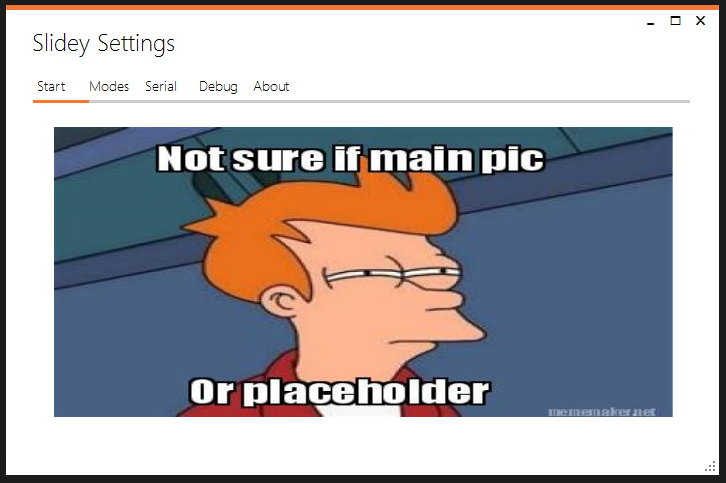 Slidey Settings
Start Modes Serial Debug About
Not sure if main pic
Or placeholder
mememaker.net